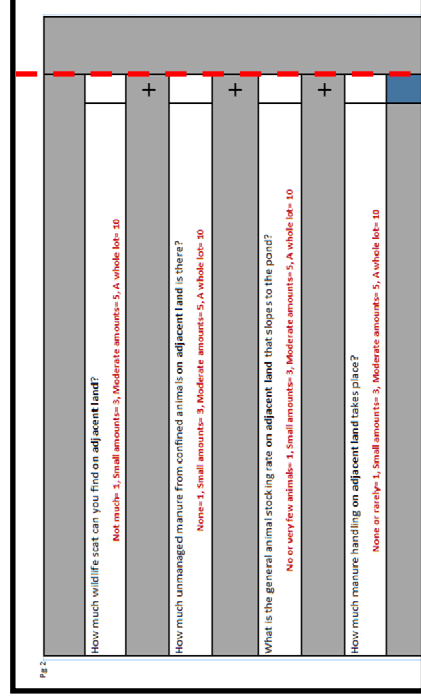 Pg 2
How much wildlife scat can you find on adjacent land?
Not much= 1, Small amounts= 3, Moderate amounts= 5, A whole lot= 10
+
How much unmanaged manure from confined animals on adjacent land is there?
None= 1, Small amounts= 3, Moderate amounts= 5, A whole lot= 10
+
What is the general animal stocking rate on adjacent land that slopes to the pond?
No or very few animals= 1, Small amounts= 3, Moderate amounts= 5, A whole lot= 10
+
How much manure handling on adjacent land takes place?
None or rarely= 1, Small amounts= 3, Moderate amounts= 5, A whole lot= 10